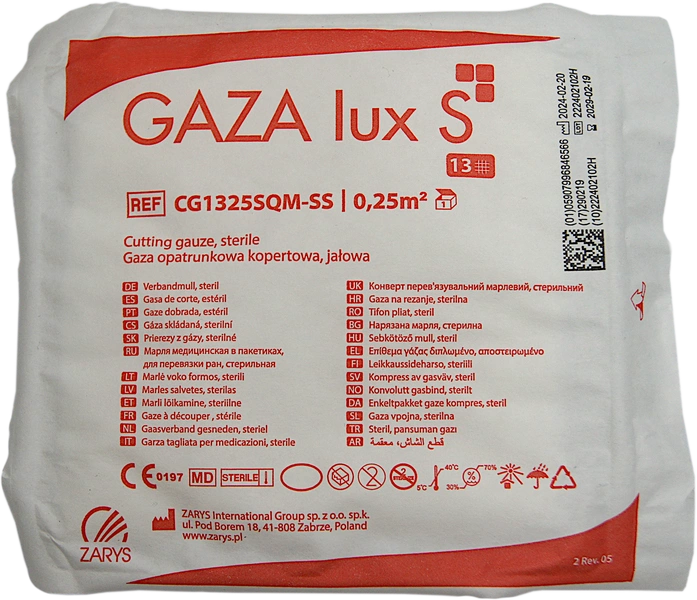 GAZA lux S
13
REF CG1325SQM-SS | 0,25m² 1
Cutting gauze, sterile
Gaza opatrunkowa kopertowa, jałowa
DE Verbandmull, steril
ES Gasa de corte, estéril
PT Gaze dobrada, estéril
CS Gáza skládaná, sterilní
SK Prierezy z gázy, sterilné
RU Марля медицинская в пакетиках,
для перевязки ран, стерильная
LT Marlė voko formos, sterili
LV Marles salvetes, sterilas
ET Marli lõikamine, steriilne
FR Gaze à découper , stérile
NL Gaasverband gesneden, steriel
IT Garza tagliata per medicazioni, sterile
UK Конверт перев'язувальний марлевий, стерильний
HR Gaza na rezanje, sterilna
RO Tifon pliat, steril
BG Нарязана марля, стерилна
HU Sebkötöző mull, steril
EL Επίθεμα γάζας διπλωμένο, αποστειρωμένο
FI Leikkaussideharso, steriili
SV Kompress av gasväv, steril
NO Konvolutt gasbind, sterilt
DA Enkeltpakket gaze kompres, steril
SL Gaza vpojna, sterilna
TR Steril, pansuman gazı
AR قطع الشاش، معقمة
CE 0197 MD STERILE 2 2 STERILIZE 5°C 40°C 30% 70%
ZARYS International Group sp. z o.o. sp.k.
ul. Pod Borem 18, 41-808 Zabrze, Poland
www.zarys.pl
ZARYS
2 Rev. 05
2024-02-20
LOT 222402102H
2029-02-19
(01)05907996846566
(17)290219
(10)222402102H